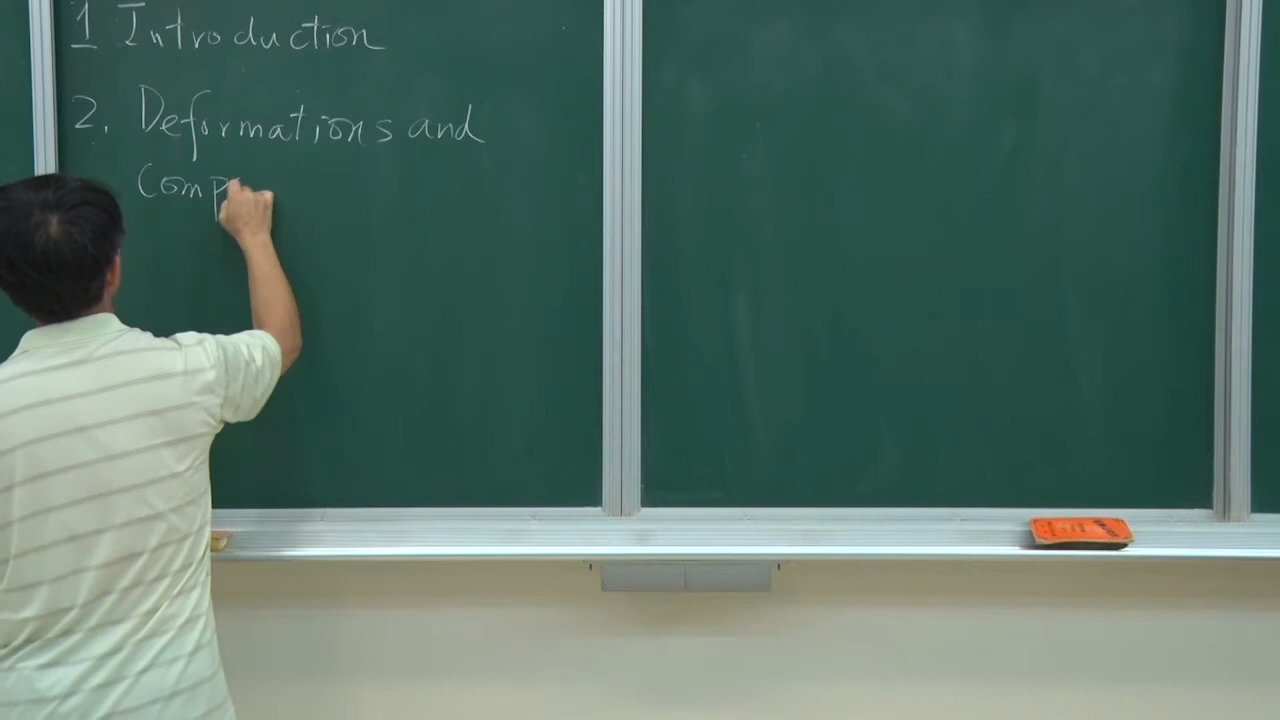 1 Introduction
2. Deformations and
Comp